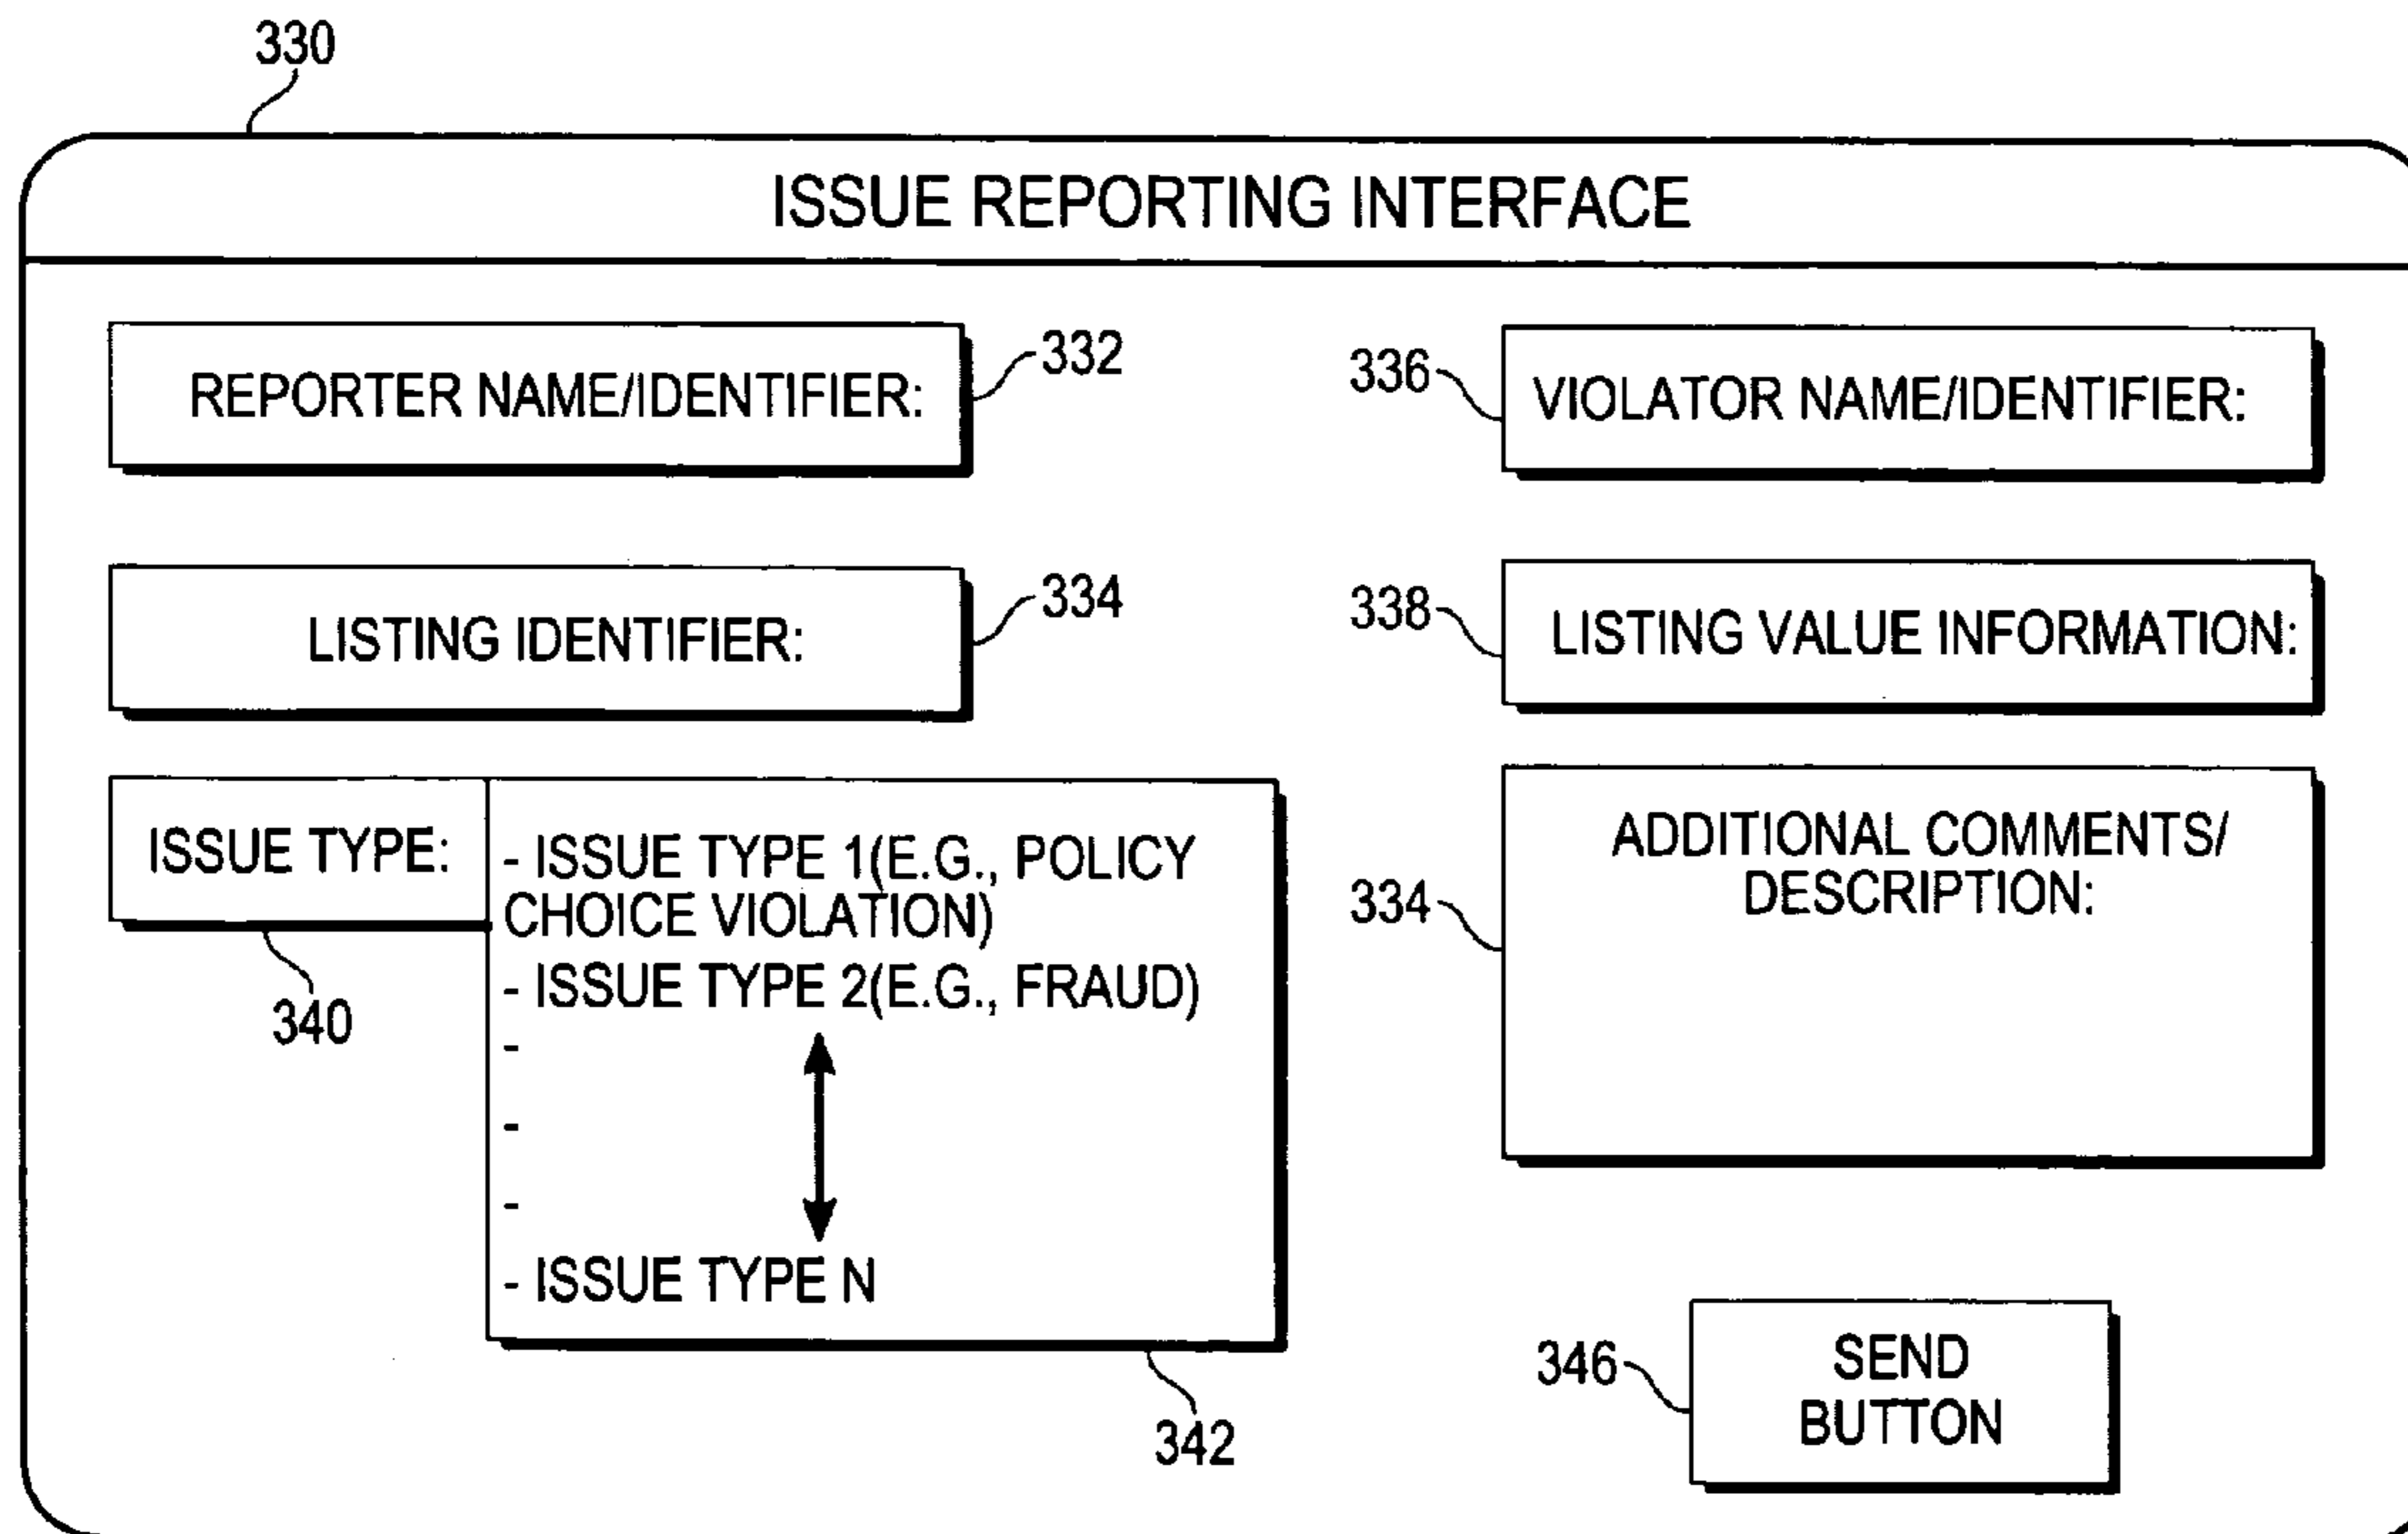 330
ISSUE REPORTING INTERFACE
REPORTER NAME/IDENTIFIER:
332
336
VIOLATOR NAME/IDENTIFIER:
LISTING IDENTIFIER:
334
338
LISTING VALUE INFORMATION:
ISSUE TYPE:
340
- ISSUE TYPE 1(E.G., POLICY
CHOICE VIOLATION)
- ISSUE TYPE 2(E.G., FRAUD)
-
-
-
- ISSUE TYPE N
342
334
ADDITIONAL COMMENTS/
DESCRIPTION:
346
SEND
BUTTON